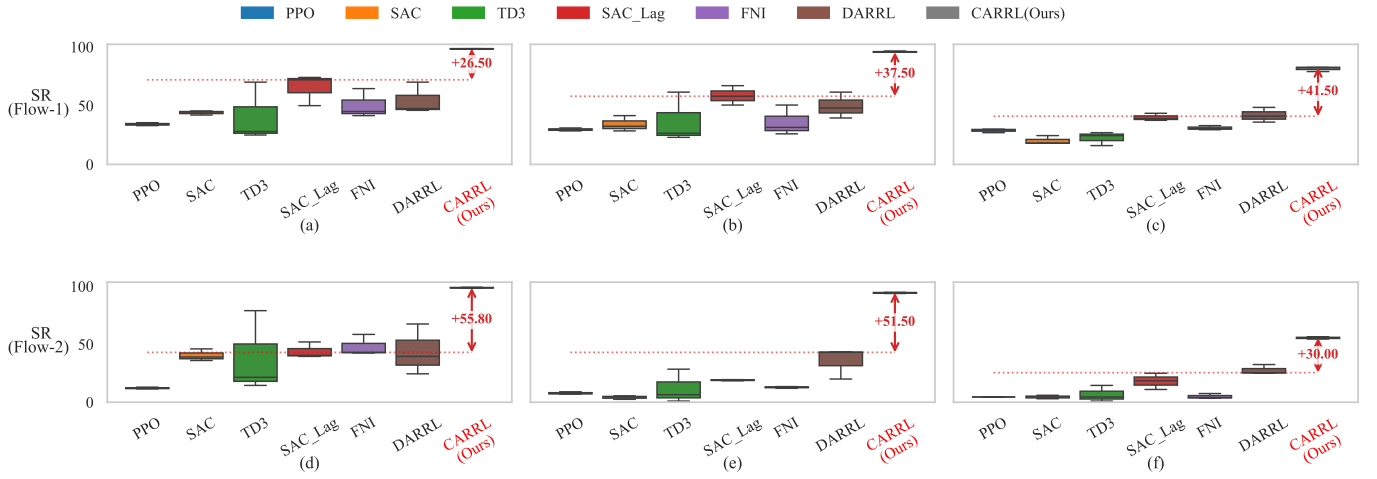 PPO SAC TD3 SAC_Lag FNI DARRL CARRL(Ours)
100
50
0
SR
(Flow-1)
+26.50
+37.50
+41.50
PPO SAC TD3 SAC_Lag FNI DARRL CARRL
(Ours)
(a)
PPO SAC TD3 SAC_Lag FNI DARRL CARRL
(Ours)
(b)
PPO SAC TD3 SAC_Lag FNI DARRL CARRL
(Ours)
(c)
100
50
0
SR
(Flow-2)
+55.80
+51.50
+30.00
PPO SAC TD3 SAC_Lag FNI DARRL CARRL
(Ours)
(d)
PPO SAC TD3 SAC_Lag FNI DARRL CARRL
(Ours)
(e)
PPO SAC TD3 SAC_Lag FNI DARRL CARRL
(Ours)
(f)